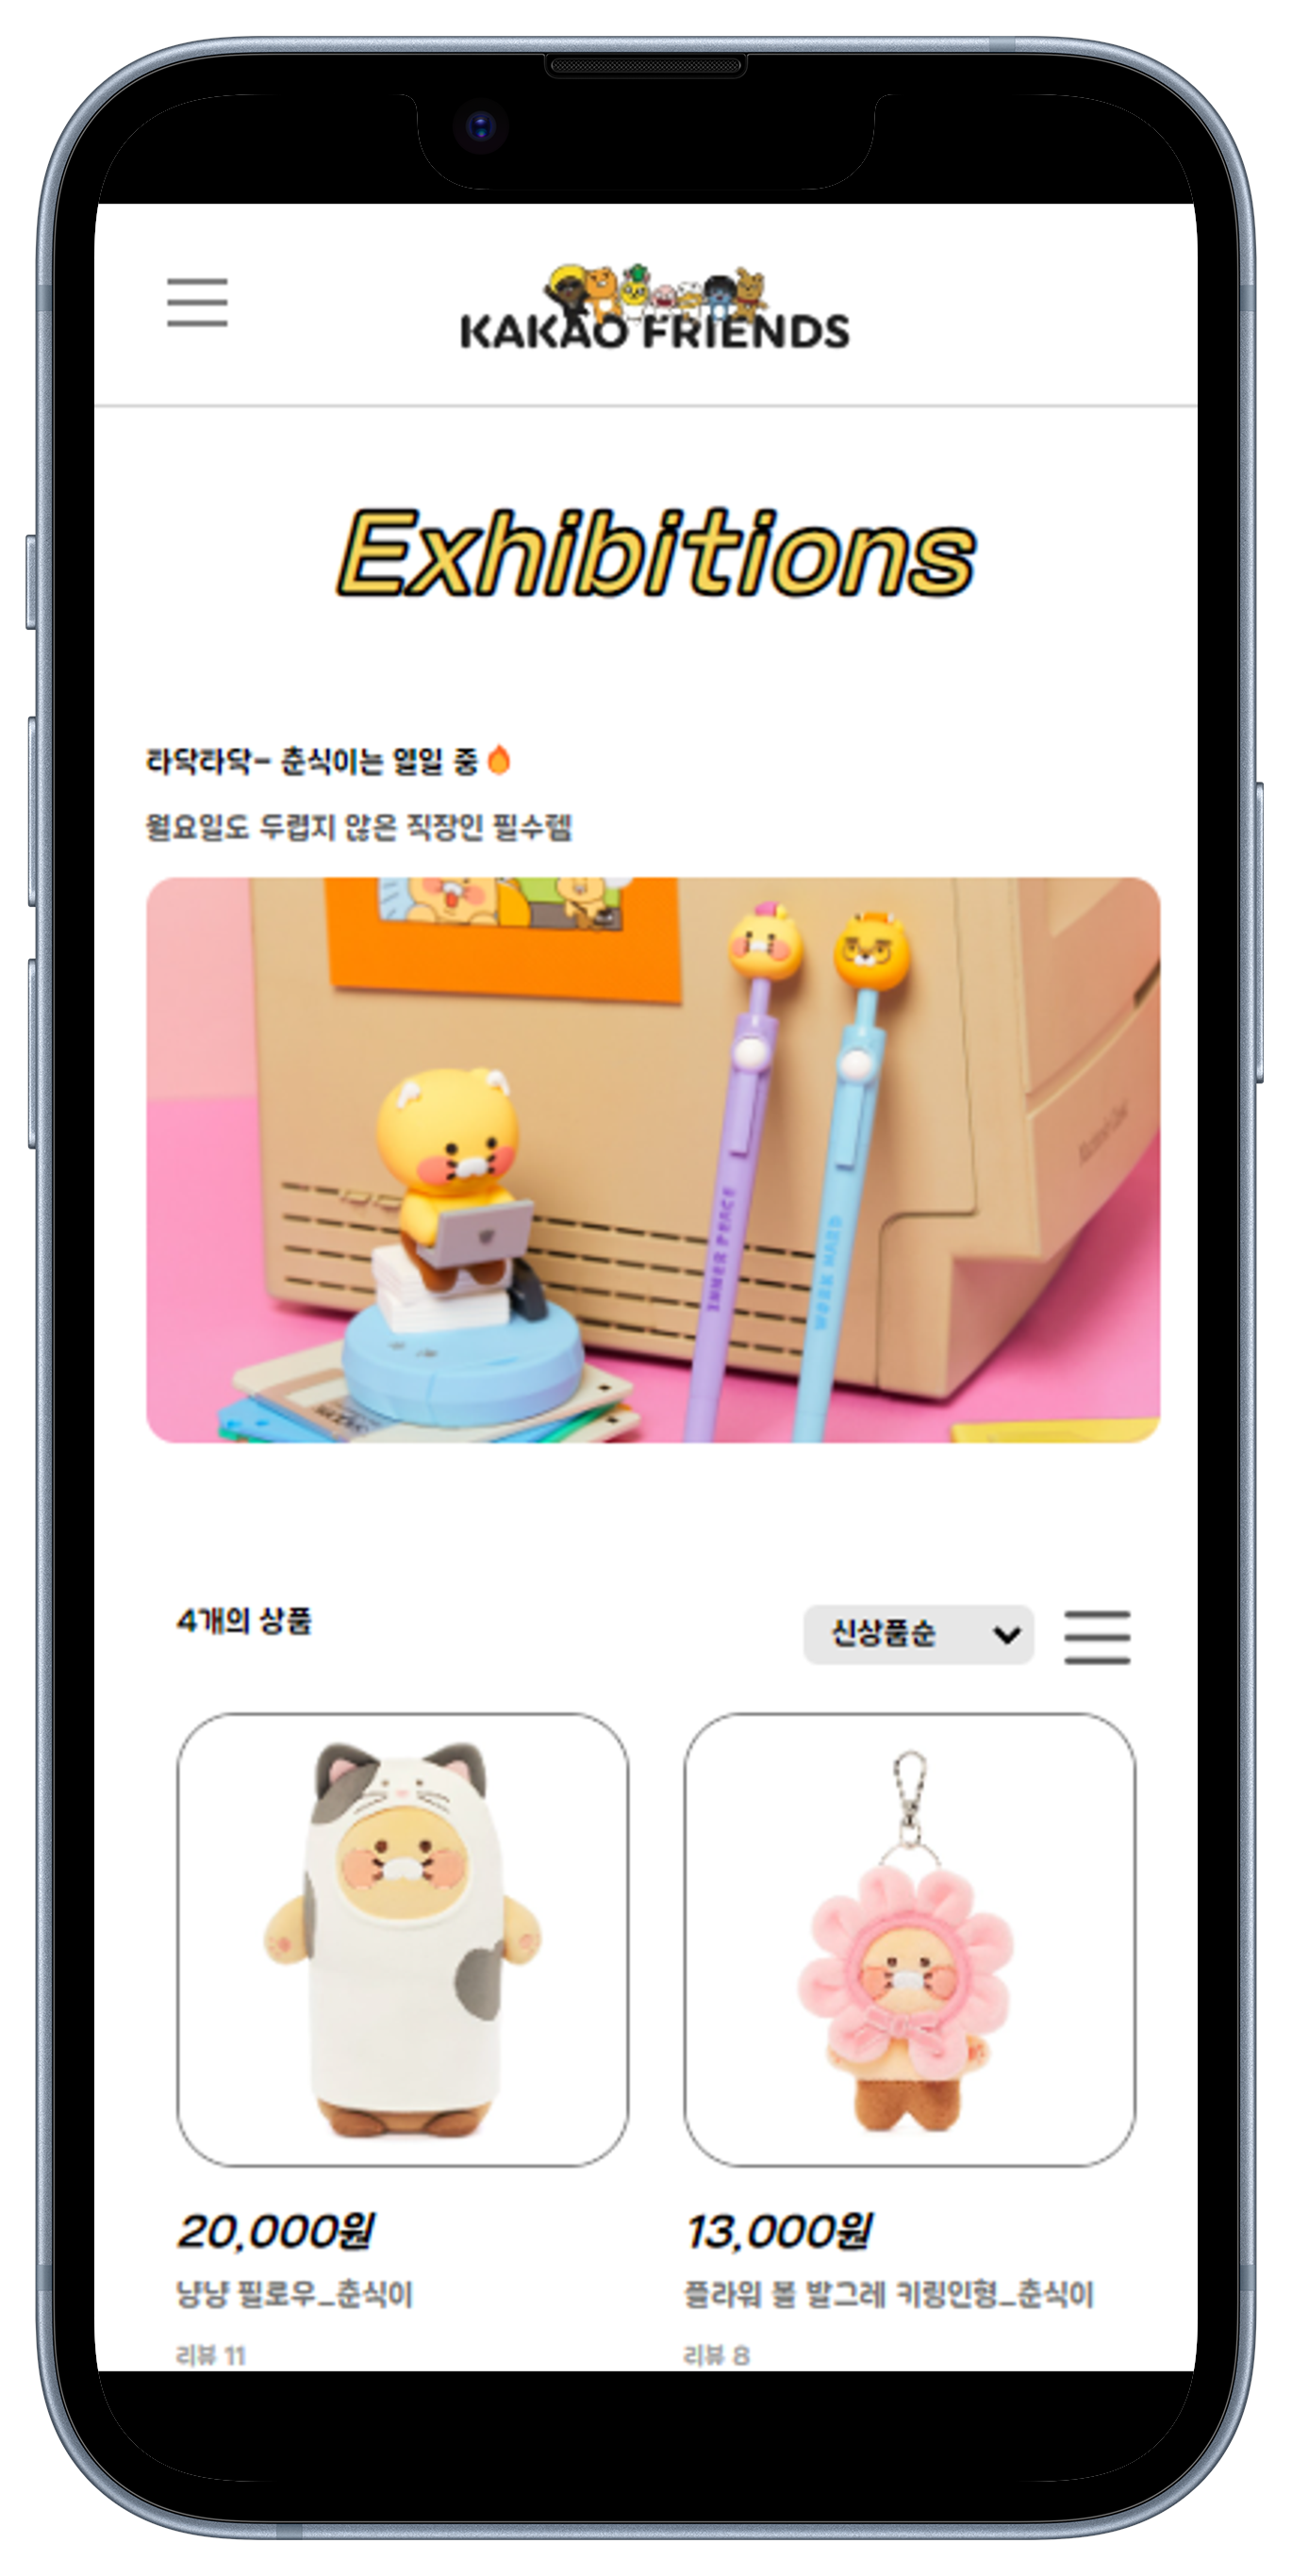 KAKAO FRIENDS
Exhibitions
라닥라닥- 춘식이는 열일 중
월요일도 두렵지 않은 직장인 필수템
INNER PEACE
WORK HARD
4개의 상품
신상품순
20,000원
13,000원
냥냥 필로우_춘식이
플라워 볼 발그레 키링인형_춘식이
리뷰 11
리뷰 8